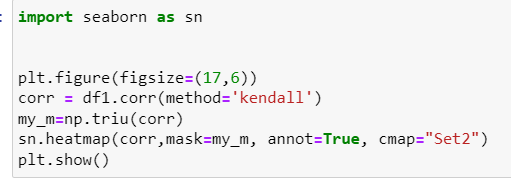 import seaborn as sn
plt.figure(figsize=(17,6))
corr = df1.corr(method='kendall')
my_m=np.triu(corr)
sn.heatmap(corr,mask=my_m, annot=True, cmap="Set2")
plt.show()